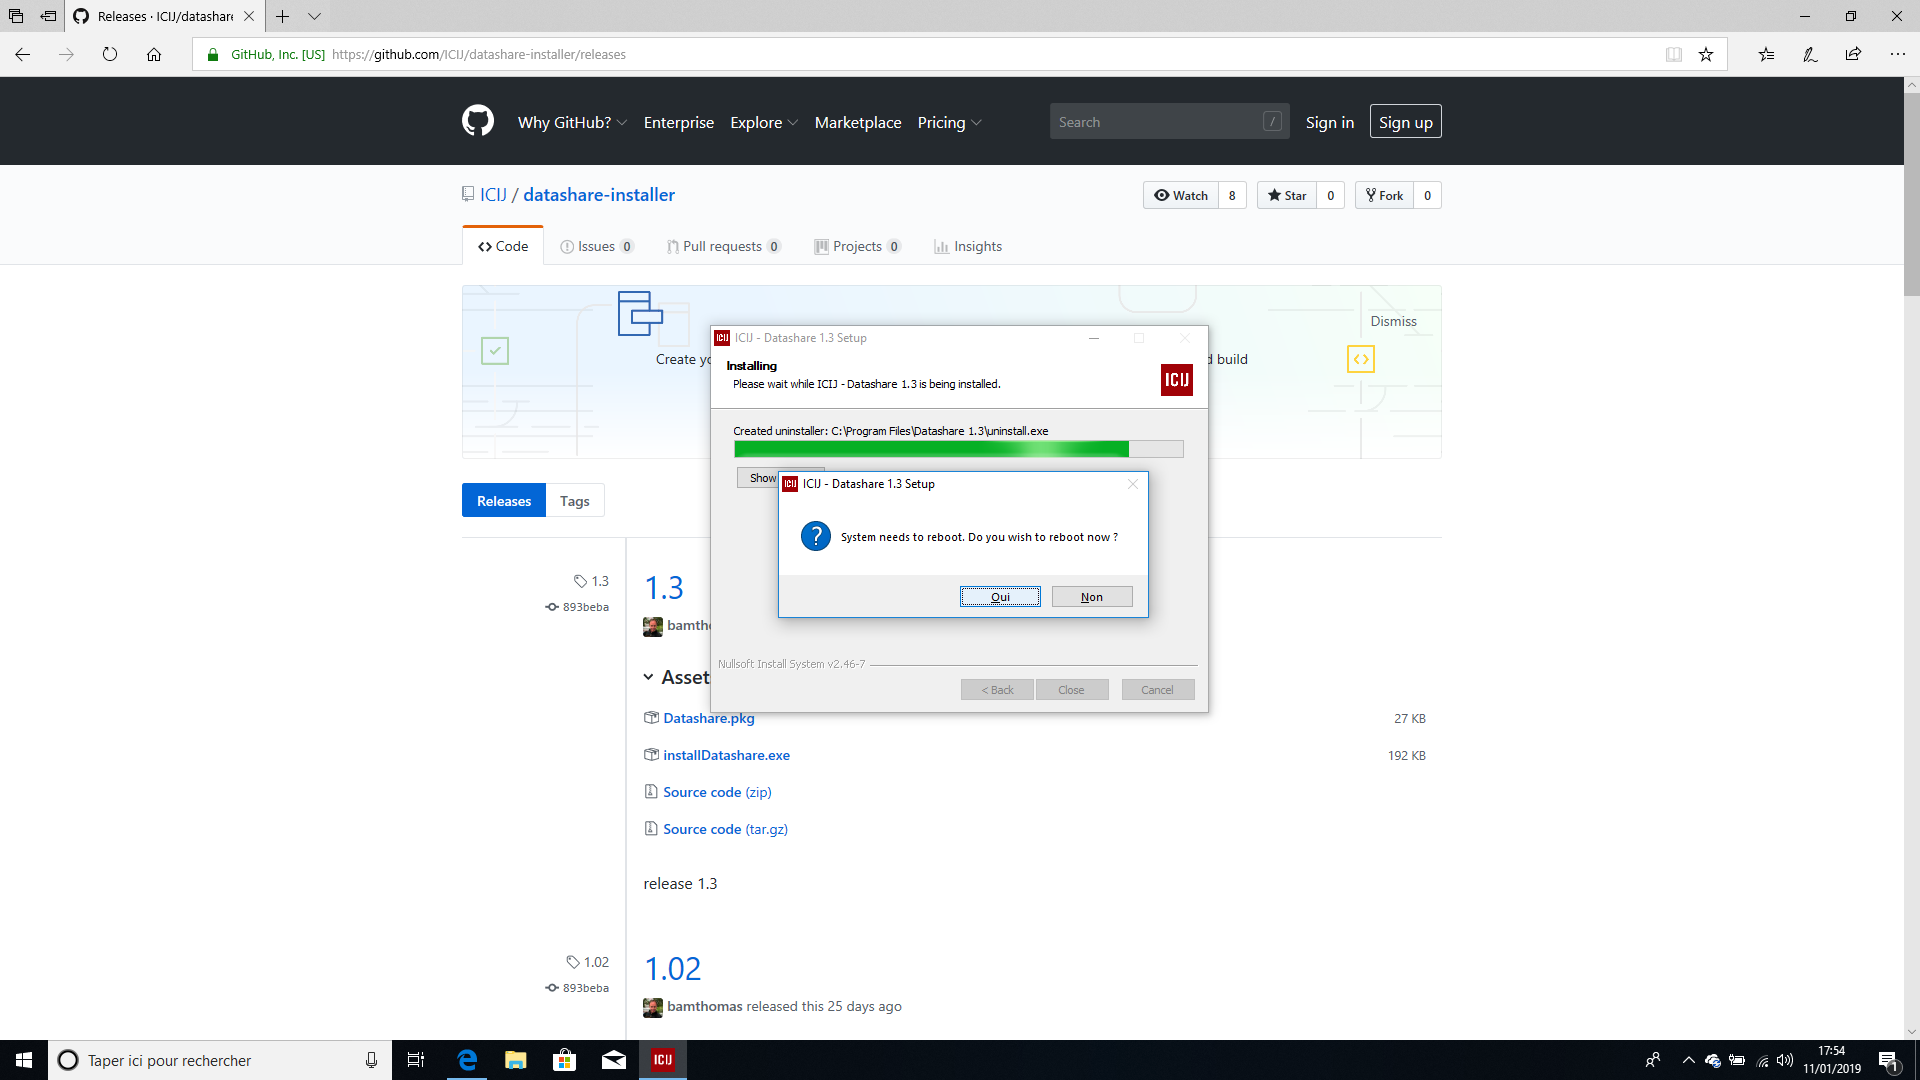 Releases · ICIJ/datashare
GitHub, Inc. [US] https://github.com/ICIJ/datashare-installer/releases
Why GitHub? Enterprise Explore Marketplace Pricing Search / Sign in Sign up
ICIJ / datashare-installer Watch 8 Star 0 Fork 0
Code Issues 0 Pull requests 0 Projects 0 Insights
Dismiss
Create yo
d build
ICIJ ICIJ - Datashare 1.3 Setup
Installing
Please wait while ICIJ - Datashare 1.3 is being installed.
ICIJ
Created uninstaller: C:\Program Files\Datashare 1.3\uninstall.exe
Show
ICIJ ICIJ - Datashare 1.3 Setup
? System needs to reboot. Do you wish to reboot now ?
Oui Non
Nullsoft Install System v2.46-7
< Back Close Cancel
Releases Tags
1.3
893beba
1.3
bamtho
Asset
Datashare.pkg 27 KB
installDatashare.exe 192 KB
Source code (zip)
Source code (tar.gz)
release 1.3
1.02
893beba
1.02
bamthomas released this 25 days ago
Taper ici pour rechercher
ICIJ
17:54
11/01/2019
1